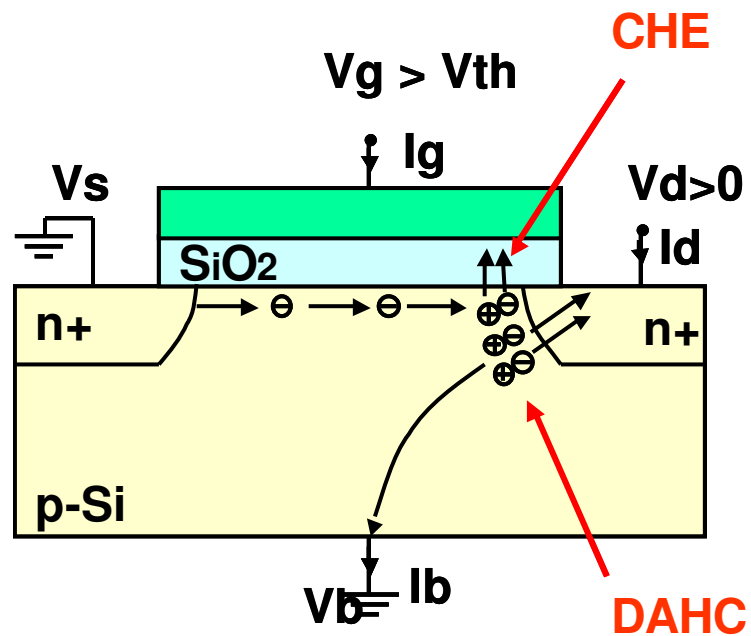 CHE
Vg > Vth
Ig
Vs
Vd>0
Id
SiO2
n+
n+
p-Si
Vb
Ib
DAHC